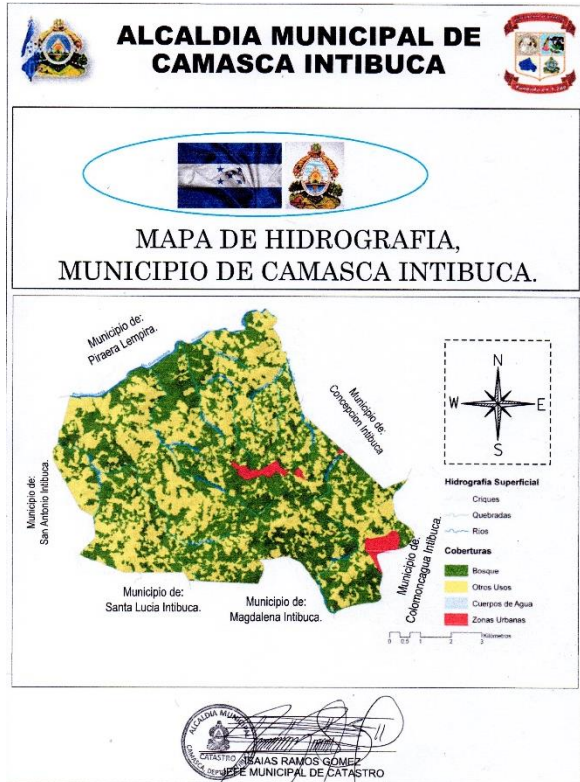 ALCALDIA MUNICIPAL DE
CAMASCA INTIBUCA
MAPA DE HIDROGRAFIA,
MUNICIPIO DE CAMASCA INTIBUCA.
Municipio de:
Piraera Lempira.
Municipio de:
Concepcion Intibuca
Municipio de:
San Antonio Intibuca.
Municipio de:
Santa Lucia Intibuca.
Municipio de:
Magdalena Intibuca.
Municipio de:
Colomoncagua Intibuca.
N
W
E
S
Hidrografía Superficial
Criques
Quebradas
Rios
Coberturas
Bosque
Otros Usos
Cuerpos de Agua
Zonas Urbanas
0 0.5 1 2 3
Kilometros
ALCALDIA MUNICIPAL
CATASTRO
ISAIAS RAMOS GOMEZ
JEFE MUNICIPAL DE CATASTRO